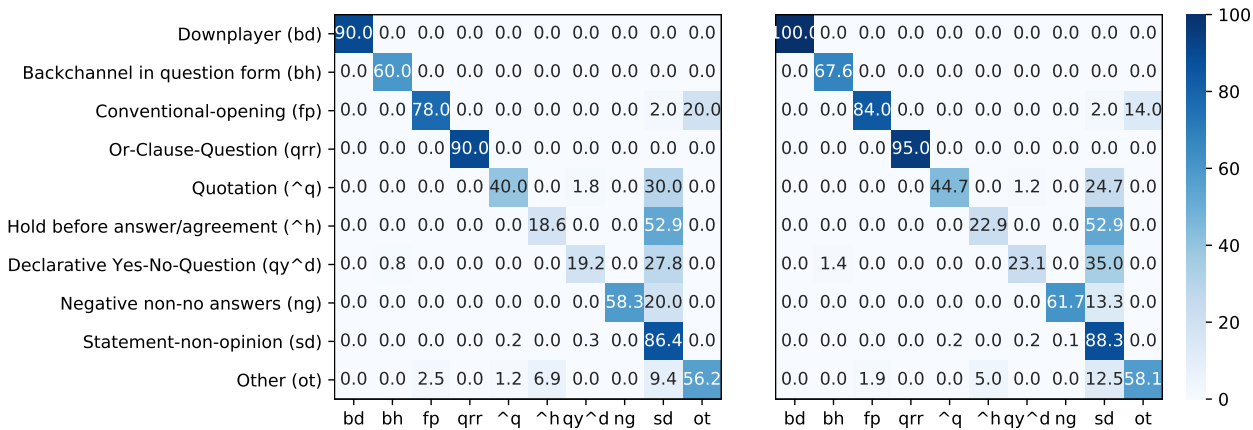 Downplayer (bd) 90.0 0.0 0.0 0.0 0.0 0.0 0.0 0.0 0.0 0.0 100.0 0.0 0.0 0.0 0.0 0.0 0.0 0.0 0.0 0.0 100
Backchannel in question form (bh) 0.0 60.0 0.0 0.0 0.0 0.0 0.0 0.0 0.0 0.0 0.0 67.6 0.0 0.0 0.0 0.0 0.0 0.0 0.0 0.0
Conventional-opening (fp) 0.0 0.0 78.0 0.0 0.0 0.0 0.0 0.0 2.0 20.0 0.0 0.0 84.0 0.0 0.0 0.0 0.0 0.0 2.0 14.0 80
Or-Clause-Question (qrr) 0.0 0.0 0.0 90.0 0.0 0.0 0.0 0.0 0.0 0.0 0.0 0.0 0.0 95.0 0.0 0.0 0.0 0.0 0.0 0.0
Quotation (^q) 0.0 0.0 0.0 0.0 40.0 0.0 1.8 0.0 30.0 0.0 0.0 0.0 0.0 0.0 44.7 0.0 1.2 0.0 24.7 0.0 60
Hold before answer/agreement (^h) 0.0 0.0 0.0 0.0 0.0 18.6 0.0 0.0 52.9 0.0 0.0 0.0 0.0 0.0 0.0 22.9 0.0 0.0 52.9 0.0 40
Declarative Yes-No-Question (qy^d) 0.0 0.8 0.0 0.0 0.0 0.0 19.2 0.0 27.8 0.0 0.0 1.4 0.0 0.0 0.0 0.0 23.1 0.0 35.0 0.0
Negative non-no answers (ng) 0.0 0.0 0.0 0.0 0.0 0.0 0.0 58.3 20.0 0.0 0.0 0.0 0.0 0.0 0.0 0.0 0.0 61.7 13.3 0.0 20
Statement-non-opinion (sd) 0.0 0.0 0.0 0.0 0.2 0.0 0.3 0.0 86.4 0.0 0.0 0.0 0.0 0.0 0.2 0.0 0.2 0.1 88.3 0.0
Other (ot) 0.0 0.0 2.5 0.0 1.2 6.9 0.0 0.0 9.4 56.2 0.0 0.0 1.9 0.0 0.0 5.0 0.0 0.0 12.5 58.1 0
bd bh fp qrr ^q ^h qy^d ng sd ot bd bh fp qrr ^q ^h qy^d ng sd ot